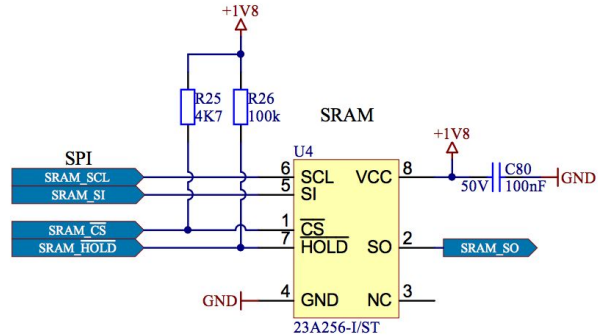 +1V8
R25
4K7
R26
100k
SRAM
SPI
U4
+1V8
SRAM_SCL
6
SCL
VCC
8
C80
SRAM_SI
5
SI
50V
100nF
GND
SRAM_CS
1
CS
SRAM_HOLD
7
HOLD
SO
2
SRAM_SO
GND
4
GND
NC
3
23A256-I/ST